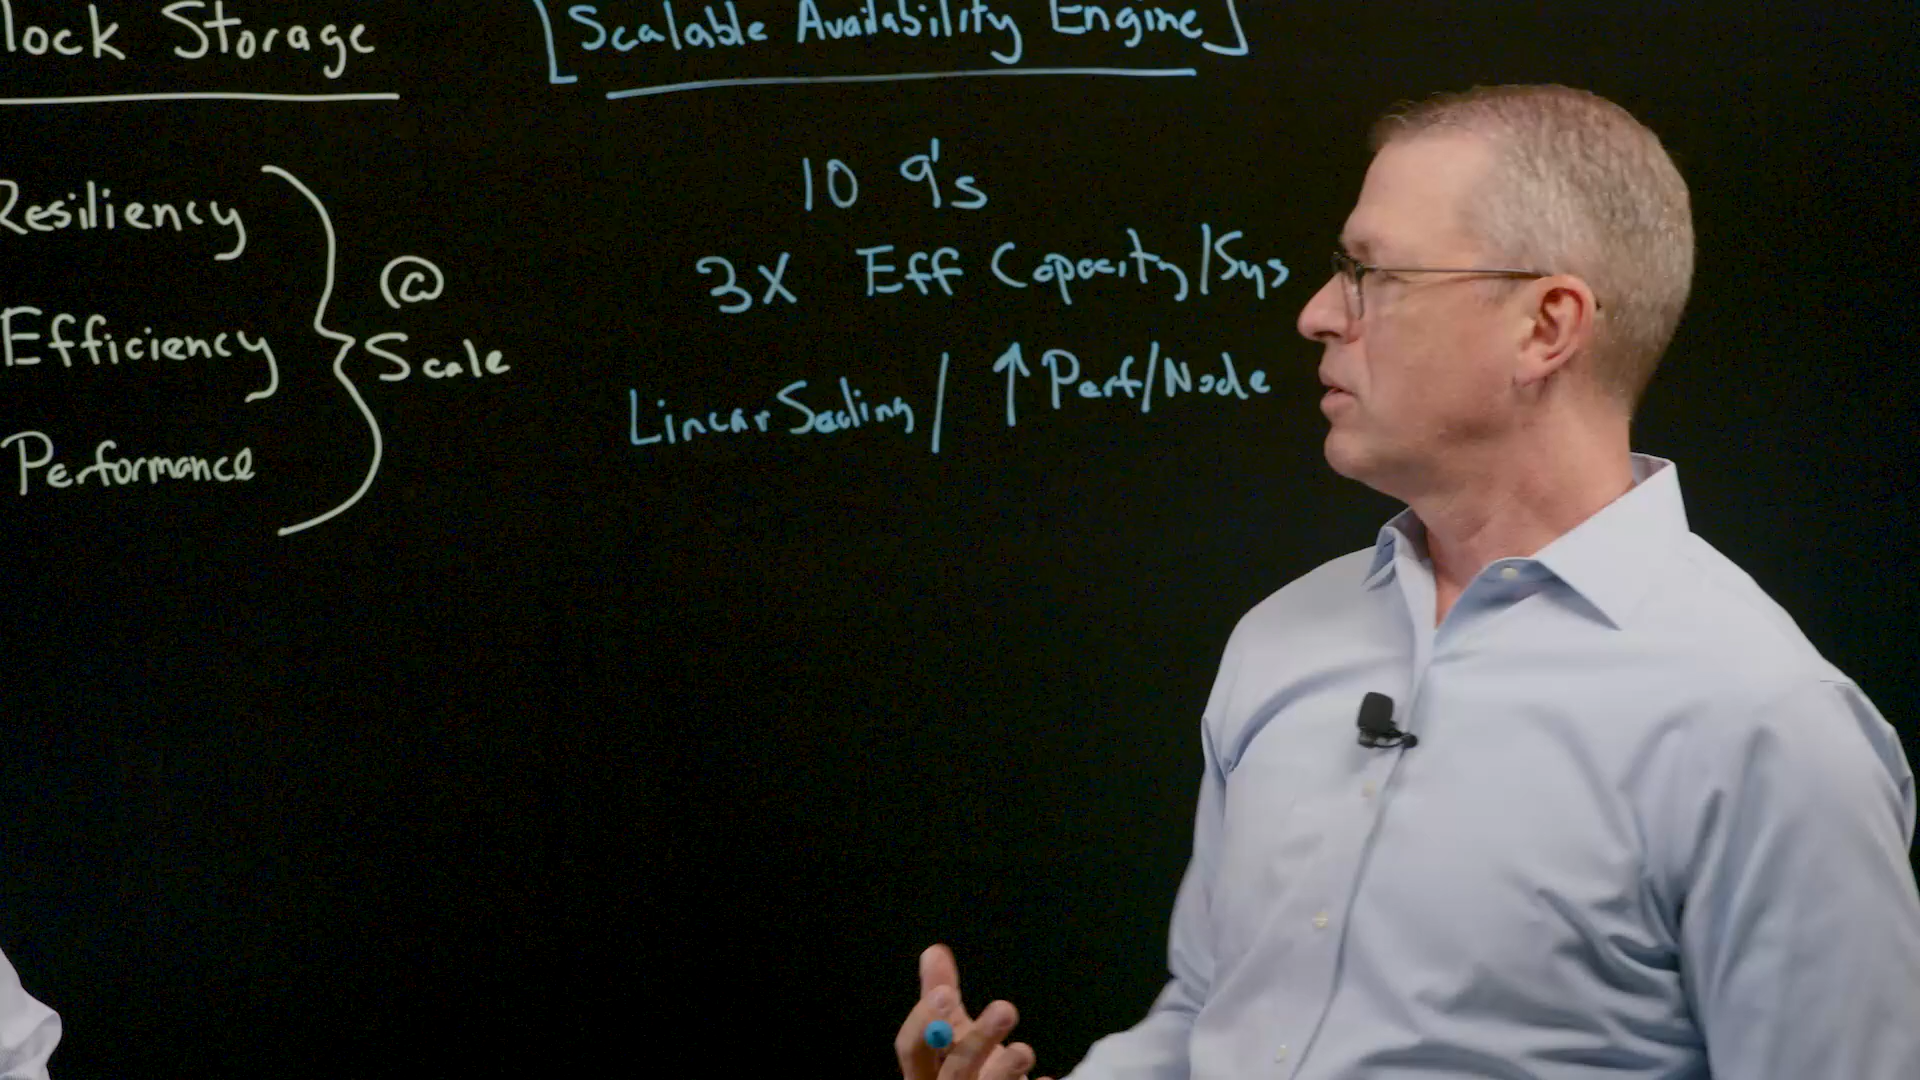 lock Storage
Resiliency
Efficiency
Performance
@
Scale
[Scalable Availability Engine]
10 9's
3X Eff Capacity/Sys
Linear Scaling / ↑ Perf/Node